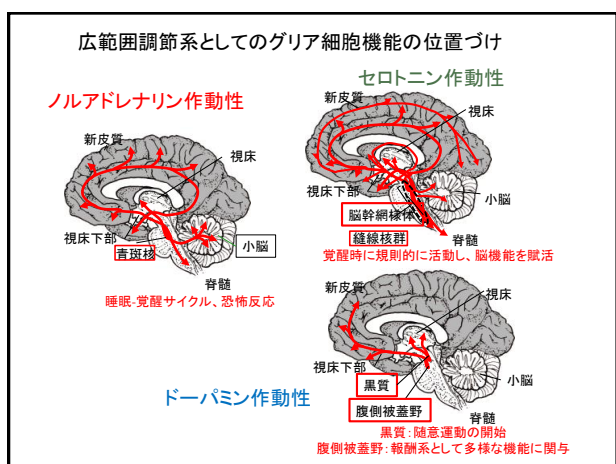 広範囲調節系としてのグリア細胞機能の位置づけ
ノルアドレナリン作動性
新皮質
視床
視床下部
青斑核
小脳
脊髄
睡眠-覚醒サイクル、恐怖反応
セロトニン作動性
新皮質
視床
視床下部
小脳
脳幹網様体
縫線核群
脊髄
覚醒時に規則的に活動し、脳機能を賦活
ドーパミン作動性
新皮質
視床
視床下部
小脳
黒質
腹側被蓋野
脊髄
黒質:随意運動の開始
腹側被蓋野:報酬系として多様な機能に関与